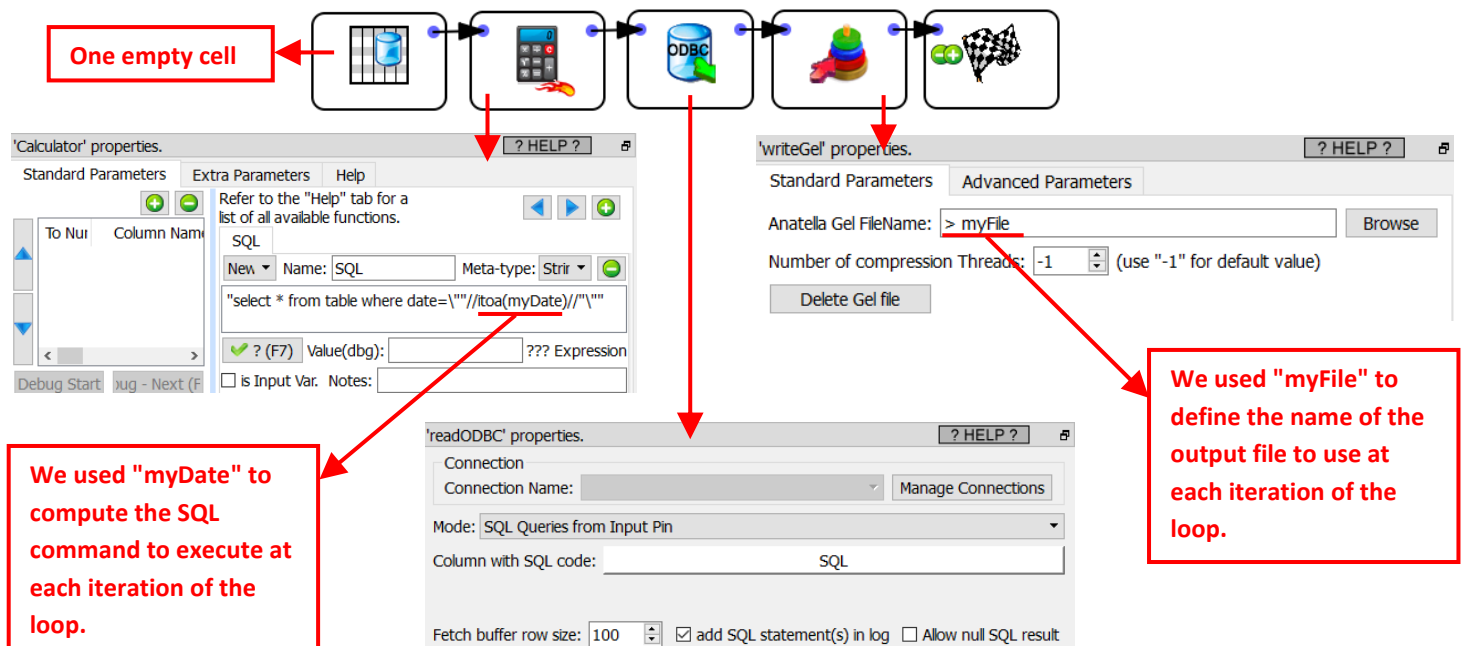 One empty cell
ODBC
'Calculator' properties.
? HELP ?
Standard Parameters Extra Parameters Help
Refer to the "Help" tab for a
list of all available functions.
To Nur Column Name
SQL
New Name: SQL Meta-type: Strir
"select * from table where date=\""//itoa(myDate)//"\""
? (F7) Value(dbg): ??? Expression
Debug Start oug - Next (F
is Input Var. Notes:
'writeGel' properties.
? HELP ?
Standard Parameters Advanced Parameters
Anatella Gel FileName: > myFile Browse
Number of compression Threads: -1 (use "-1" for default value)
Delete Gel file
We used "myDate" to
compute the SQL
command to execute at
each iteration of the
loop.
'readODBC' properties.
? HELP ?
Connection
Connection Name: Manage Connections
Mode: SQL Queries from Input Pin
Column with SQL code: SQL
Fetch buffer row size: 100 add SQL statement(s) in log Allow null SQL result
We used "myFile" to
define the name of the
output file to use at
each iteration of the
loop.